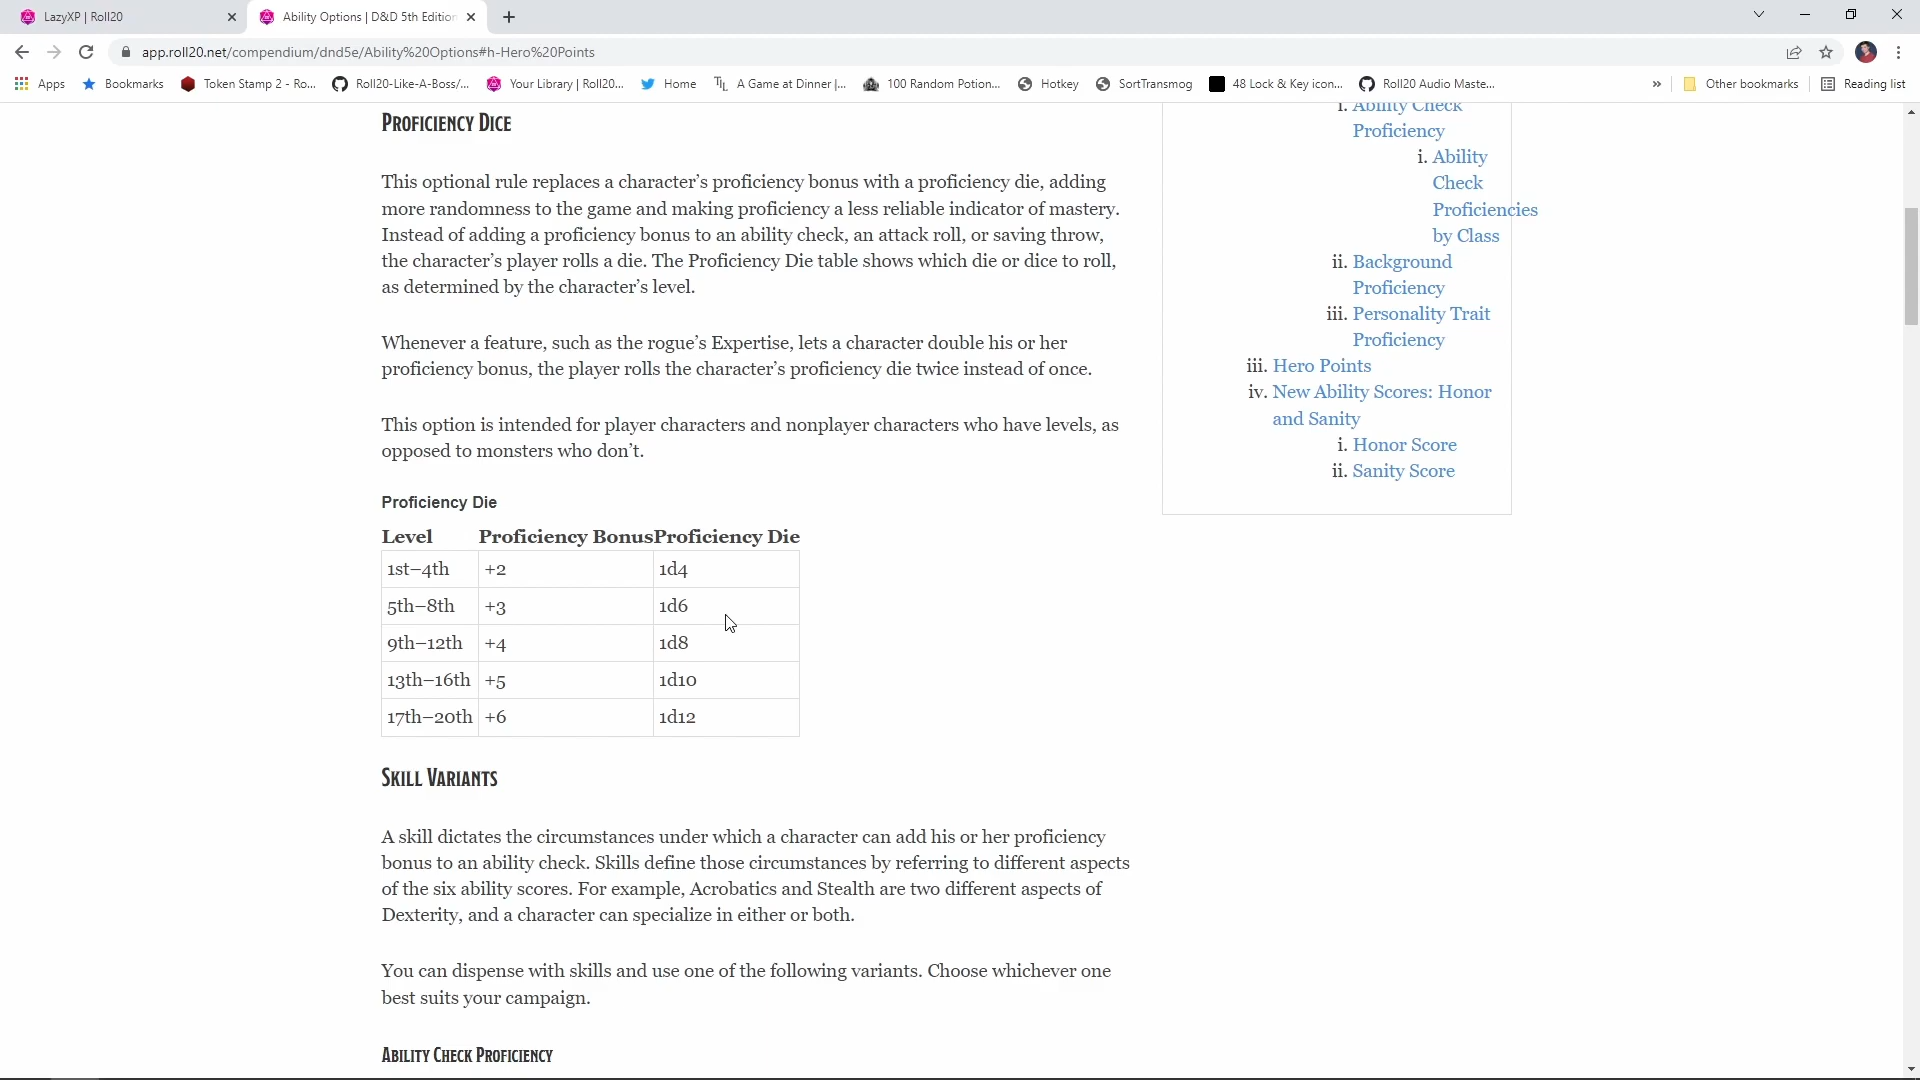 LazyXP | Roll20
Ability Options | D&D 5th Edition
app.roll20.net/compendium/dnd5e/Ability%20Options#h-Hero%20Points
Apps
Bookmarks
Token Stamp 2 - Ro...
Roll20-Like-A-Boss/...
Your Library | Roll20...
Home
A Game at Dinner |...
100 Random Potion...
Hotkey
SortTransmog
48 Lock & Key icon...
Roll20 Audio Maste...
»
Other bookmarks
Reading list
PROFICIENCY DICE
This optional rule replaces a character’s proficiency bonus with a proficiency die, adding
more randomness to the game and making proficiency a less reliable indicator of mastery.
Instead of adding a proficiency bonus to an ability check, an attack roll, or saving throw,
the character’s player rolls a die. The Proficiency Die table shows which die or dice to roll,
as determined by the character’s level.
Whenever a feature, such as the rogue’s Expertise, lets a character double his or her
proficiency bonus, the player rolls the character’s proficiency die twice instead of once.
This option is intended for player characters and nonplayer characters who have levels, as
opposed to monsters who don’t.
Proficiency Die
Level Proficiency Bonus Proficiency Die
1st–4th +2 1d4
5th–8th +3 1d6
9th–12th +4 1d8
13th–16th +5 1d10
17th–20th +6 1d12
SKILL VARIANTS
A skill dictates the circumstances under which a character can add his or her proficiency
bonus to an ability check. Skills define those circumstances by referring to different aspects
of the six ability scores. For example, Acrobatics and Stealth are two different aspects of
Dexterity, and a character can specialize in either or both.
You can dispense with skills and use one of the following variants. Choose whichever one
best suits your campaign.
ABILITY CHECK PROFICIENCY
i. Ability Check
Proficiency
i. Ability
Check
Proficiencies
by Class
ii. Background
Proficiency
iii. Personality Trait
Proficiency
iii. Hero Points
iv. New Ability Scores: Honor
and Sanity
i. Honor Score
ii. Sanity Score